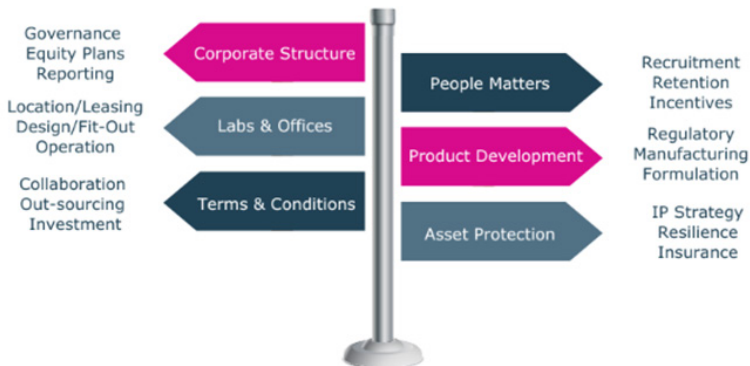 Governance
Equity Plans
Reporting
Corporate Structure
People Matters
Recruitment
Retention
Incentives
Location/Leasing
Design/Fit-Out
Operation
Labs & Offices
Product Development
Regulatory
Manufacturing
Formulation
Collaboration
Out-sourcing
Investment
Terms & Conditions
Asset Protection
IP Strategy
Resilience
Insurance